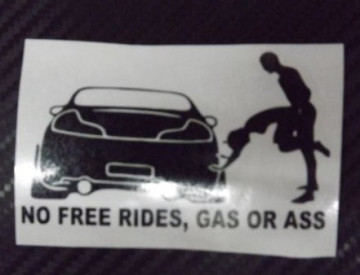 NO FREE RIDES, GAS OR ASS